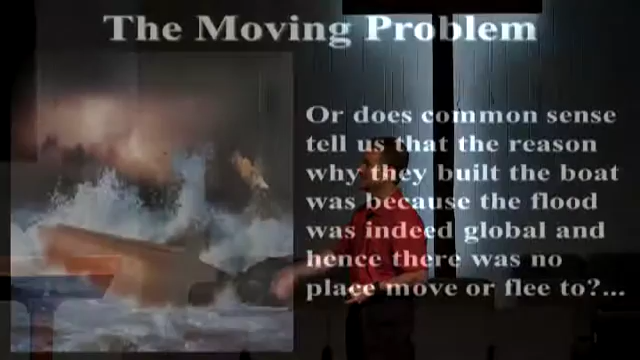 The Moving Problem
Or does common sense
tell us that the reason
why they built the boat
was because the flood
was indeed global and
hence there was no
place move or flee to?...